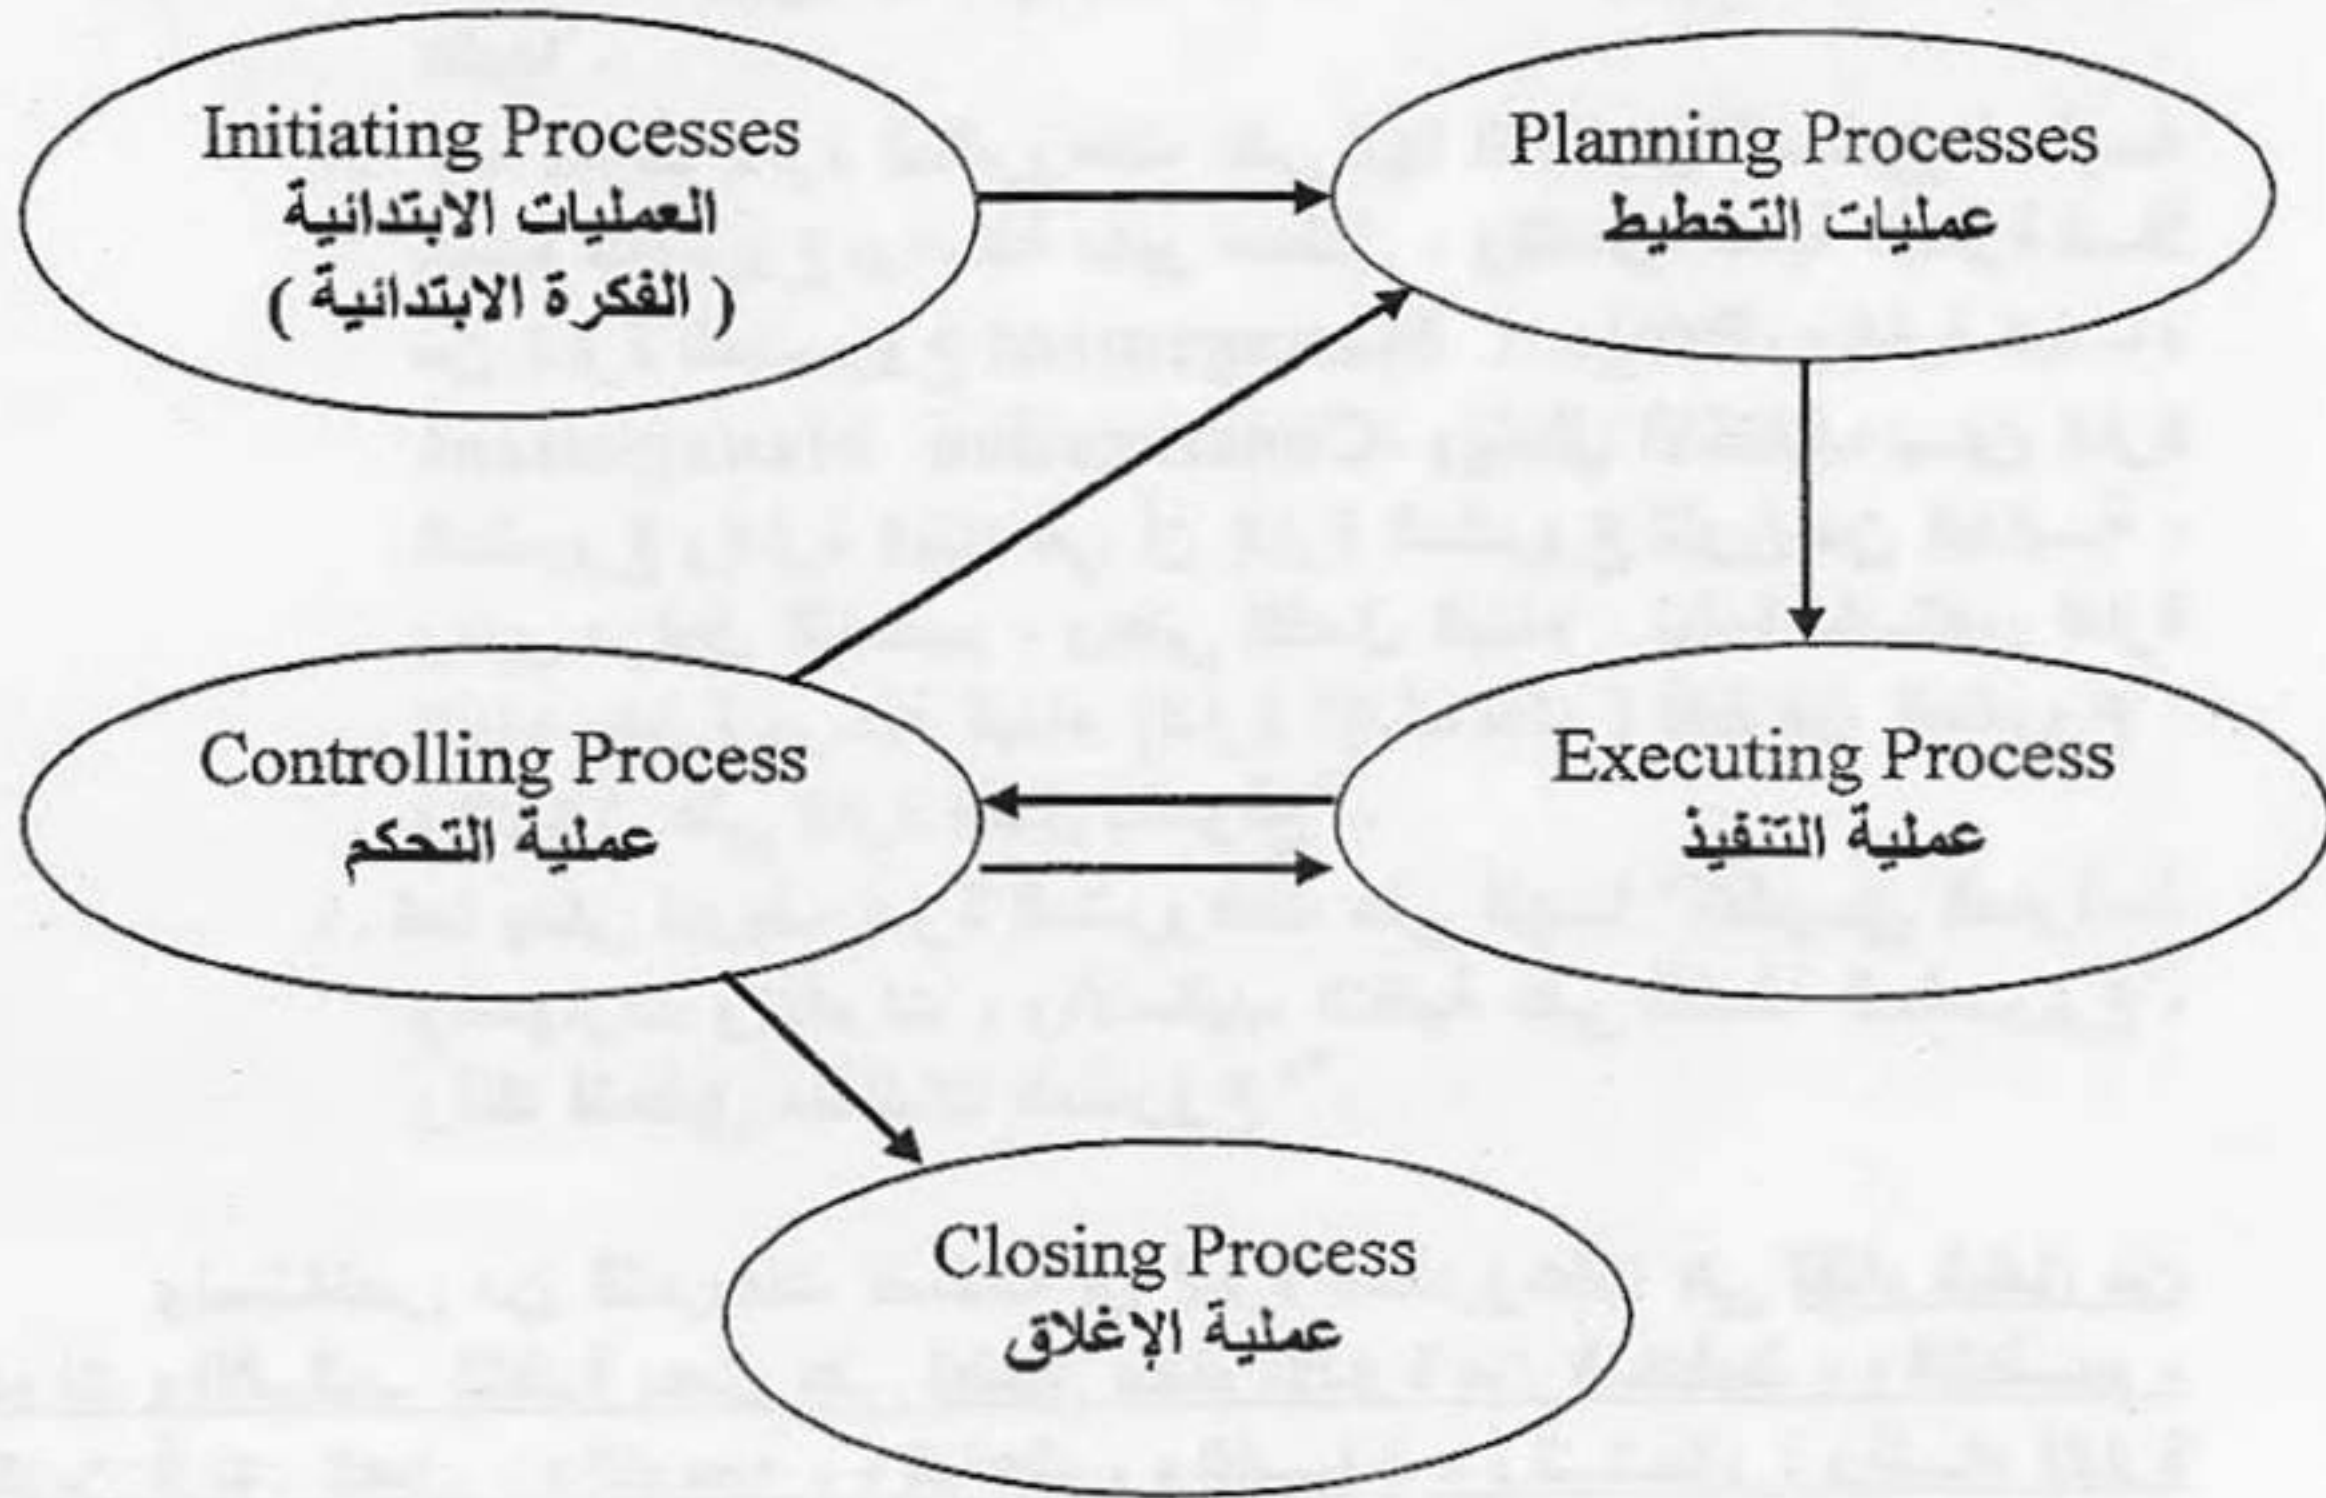 Initiating Processes
العمليات الابتدائية
( الفكرة الابتدائية )
Planning Processes
عمليات التخطيط
Controlling Process
عملية التحكم
Executing Process
عملية التنفيذ
Closing Process
عملية الإغلاق